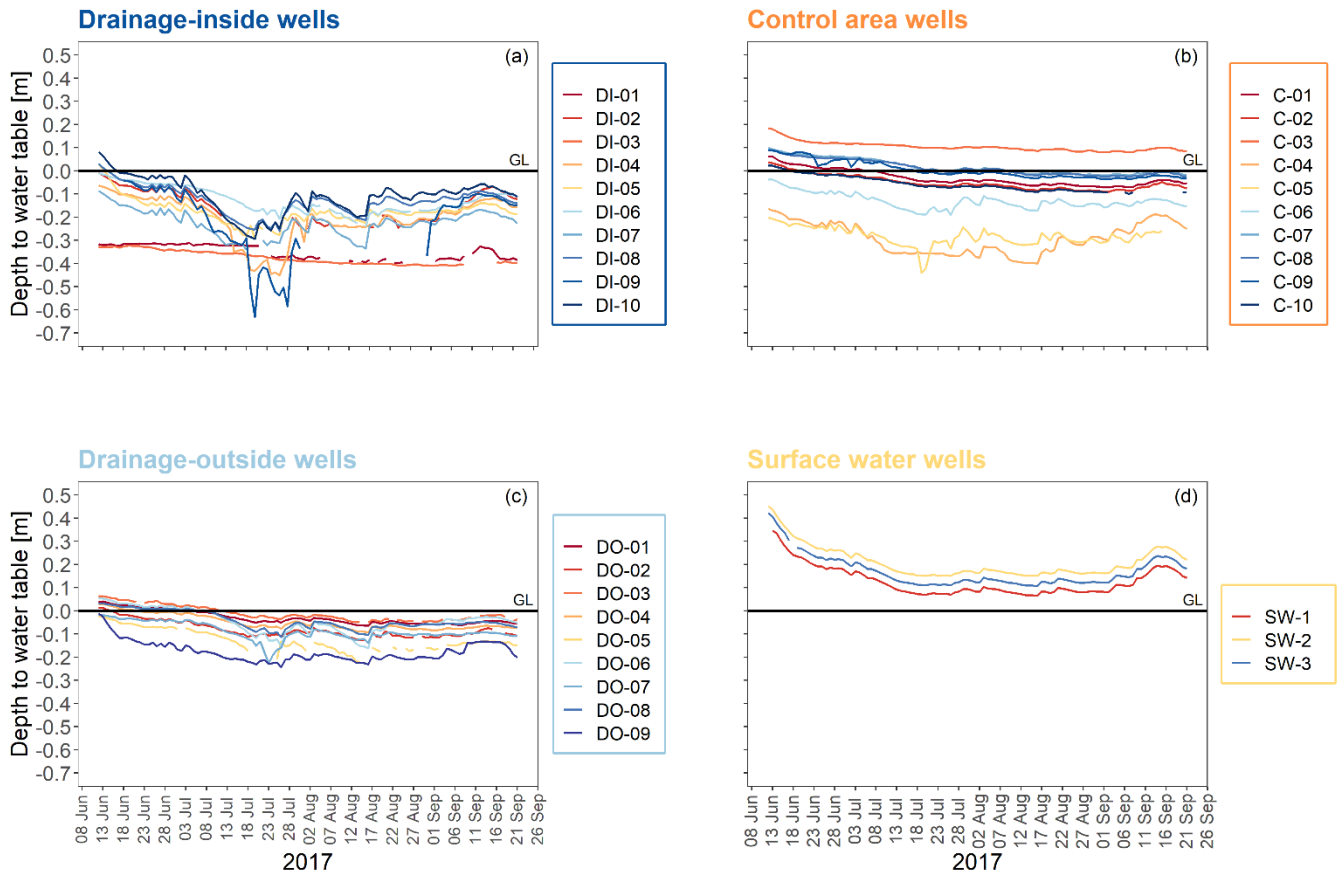 Drainage-inside wells
Depth to water table [m]
0.5
0.4
0.3
0.2
0.1
0.0
-0.1
-0.2
-0.3
-0.4
-0.5
-0.6
-0.7
(a)
GL
DI-01
DI-02
DI-03
DI-04
DI-05
DI-06
DI-07
DI-08
DI-09
DI-10
Control area wells
(b)
GL
C-01
C-02
C-03
C-04
C-05
C-06
C-07
C-08
C-09
C-10
Drainage-outside wells
Depth to water table [m]
0.5
0.4
0.3
0.2
0.1
0.0
-0.1
-0.2
-0.3
-0.4
-0.5
-0.6
-0.7
(c)
GL
08 Jun
13 Jun
18 Jun
23 Jun
28 Jun
03 Jul
08 Jul
13 Jul
18 Jul
23 Jul
28 Jul
02 Aug
07 Aug
12 Aug
17 Aug
22 Aug
27 Aug
01 Sep
06 Sep
11 Sep
16 Sep
21 Sep
26 Sep
2017
DO-01
DO-02
DO-03
DO-04
DO-05
DO-06
DO-07
DO-08
DO-09
Surface water wells
(d)
GL
08 Jun
13 Jun
18 Jun
23 Jun
28 Jun
03 Jul
08 Jul
13 Jul
18 Jul
23 Jul
28 Jul
02 Aug
07 Aug
12 Aug
17 Aug
22 Aug
27 Aug
01 Sep
06 Sep
11 Sep
16 Sep
21 Sep
26 Sep
2017
SW-1
SW-2
SW-3